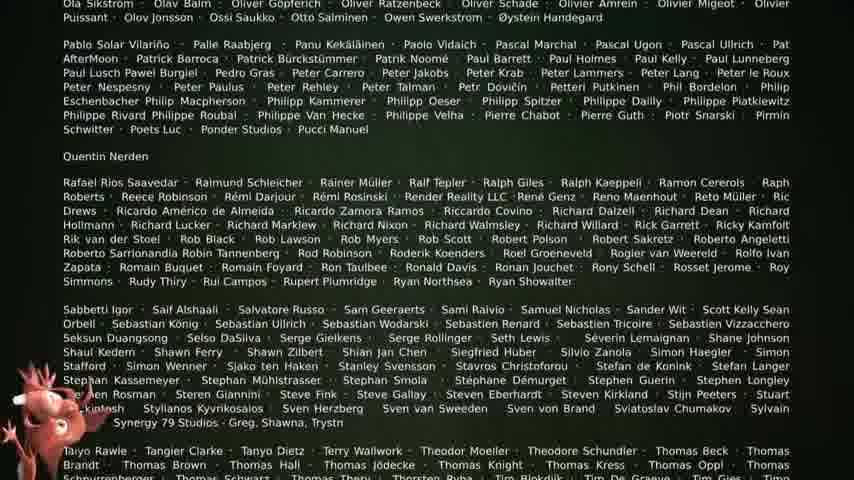 Ola Sikström · Olav Balm · Oliver Göpferich · Oliver Ratzenbeck · Oliver Schade · Olivier Amrein · Olivier Migeot · Olivier
Puissant · Olov Jonsson · Ossi Saukko · Otto Salminen · Owen Swerkstrom · Øystein Handegard
Pablo Solar Vilariño · Palle Raabjerg · Panu Kekäläinen · Paolo Vidaich · Pascal Marchal · Pascal Ugon · Pascal Ullrich · Pat
AfterMoon · Patrick Barroca · Patrick Bürckstümmer · Patrik Noomé · Paul Barrett · Paul Holmes · Paul Kelly · Paul Lunneberg
Paul Lusch Pawel Burgiel · Pedro Gras · Peter Carrero · Peter Jakobs · Peter Krab · Peter Lammers · Peter Lang · Peter le Roux
Peter Nespesny · Peter Paulus · Peter Rehley · Peter Talman · Petr Dovičín · Petteri Putkinen · Phil Bordelon · Philip
Eschenbacher Philip Macpherson · Philipp Kammerer · Philipp Oeser · Philipp Spitzer · Philippe Dailly · Philippe Piatkiewitz
Philippe Rivard Philippe Roubal · Philippe Van Hecke · Philippe Velha · Pierre Chabot · Pierre Guth · Piotr Snarski · Pirmin
Schwitter · Poets Luc · Ponder Studios · Pucci Manuel
Quentin Nerden
Rafael Rios Saavedar · Raimund Schleicher · Rainer Müller · Ralf Tepler · Ralph Giles · Ralph Kaeppeli · Ramon Cererols · Raph
Roberts · Reece Robinson · Rémi Darjour · Rémi Rosinski · Render Reality LLC ·René Genz · Reno Maenhout · Reto Müller · Ric
Drews · Ricardo Américo de Almeida · Ricardo Zamora Ramos · Riccardo Covino · Richard Dalzell · Richard Dean · Richard
Hollmann · Richard Lucker · Richard Marklew · Richard Nixon · Richard Walmsley · Richard Willard · Rick Garrett · Ricky Kamfolt
Rik van der Stoel · Rob Black · Rob Lawson · Rob Myers · Rob Scott · Robert Polson · Robert Sakretz · Roberto Angeletti
Roberto Sarrionandia Robin Tannenberg · Rod Robinson · Roderik Koenders · Roel Groeneveld · Rogier van Weereld · Rolfo Ivan
Zapata · Romain Buquet · Romain Foyard · Ron Taulbee · Ronald Davis · Ronan Jouchet · Rony Schell · Rosset Jerome · Roy
Simmons · Rudy Thiry · Rui Campos · Rupert Plumridge · Ryan Northsea · Ryan Showalter
Sabbetti Igor · Saif Alshaali · Salvatore Russo · Sam Geeraerts · Sami Raivio · Samuel Nicholas · Sander Wit · Scott Kelly Sean
Orbell · Sebastian König · Sebastian Ullrich · Sebastian Wodarski · Sebastien Renard · Sebastien Tricoire · Sebastien Vizzacchero
Seksun Duangsong · Selso DaSilva · Serge Gielkens · Serge Rollinger · Seth Lewis · Séverin Lemaignan · Shane Johnson
Shaul Kedem · Shawn Ferry · Shawn Zilbert · Shian Jan Chen · Siegfried Huber · Silvio Zanola · Simon Haegler · Simon
Stafford · Simon Wenner · Sjako ten Haken · Stanley Svensson · Stavros Christoforou · Stefan de Konink · Stefan Langer
Stephan Kassemeyer · Stephan Mühlstrasser · Stephan Smola · Stéphane Démurget · Stephen Guerin · Stephen Longley
Rosman · Steren Giannini · Steve Fink · Steve Gallay · Steven Eberhardt · Steven Kirkland · Stijn Peeters · Stuart
Stylianos Kyvrikosaios · Sven Herzberg · Sven van Sweeden · Sven von Brand · Sviatoslav Chumakov · Sylvain
Synergy 79 Studios - Greg, Shawna, Trystn
Taiyo Rawle · Tangier Clarke · Tanyo Dietz · Terry Wallwork · Theodor Moeller · Theodore Schundler · Thomas Beck · Thomas
Brandt · Thomas Brown · Thomas Hall · Thomas Jödecke · Thomas Knight · Thomas Kress · Thomas Oppl · Thomas
Thomas Schwarz · Thomas Thery · Thorsten Ryba · Tim Blokdijk · Tim De Graeve · Tim Gies · Timo